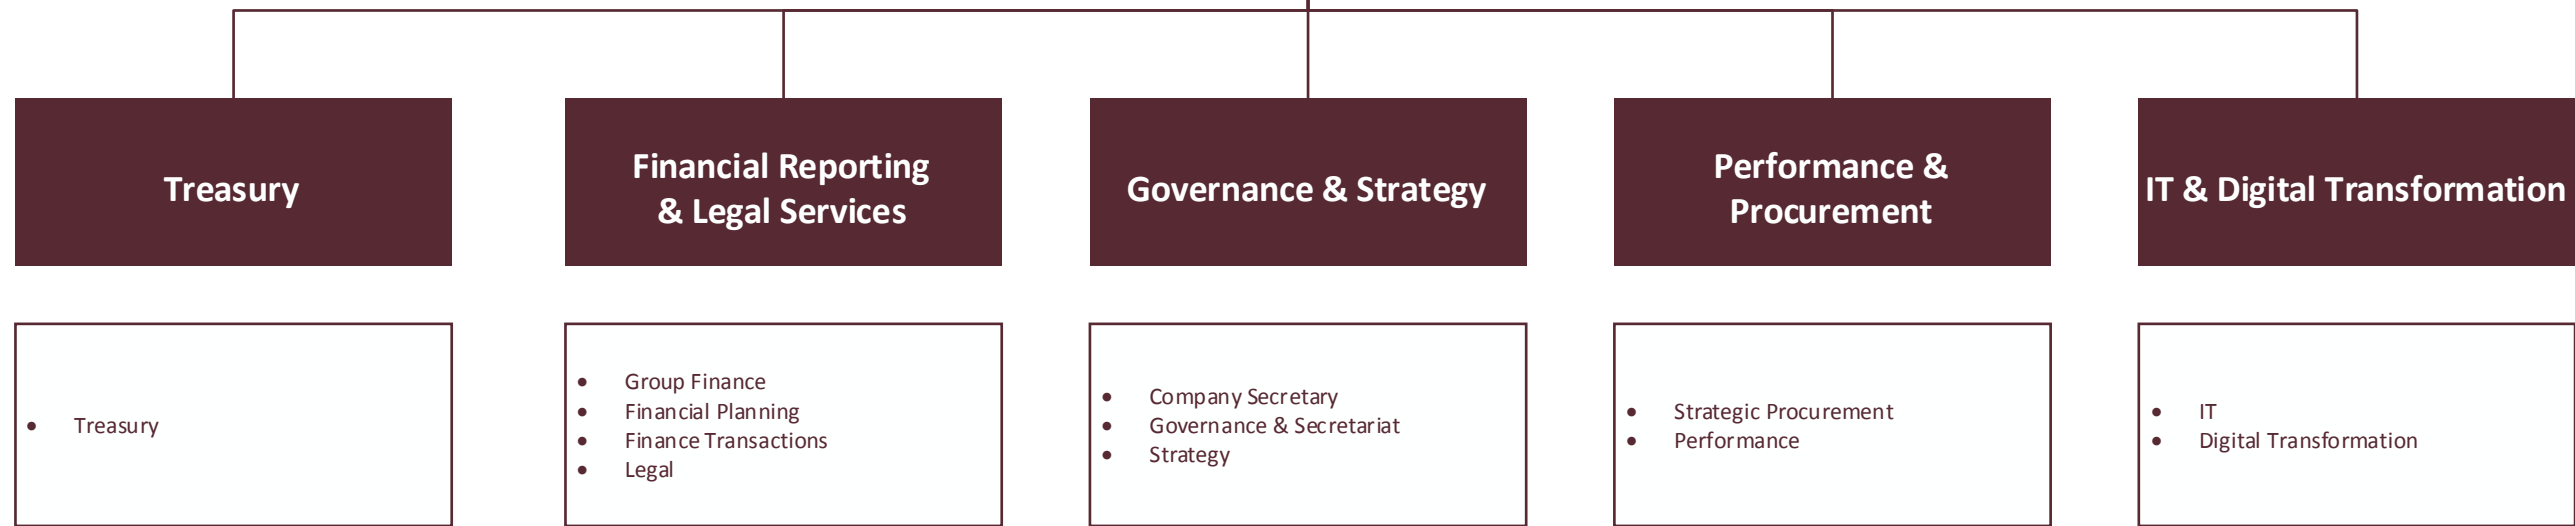 Treasury
Financial Reporting
& Legal Services
Governance & Strategy
Performance &
Procurement
IT & Digital Transformation
• Treasury
• Group Finance
• Financial Planning
• Finance Transactions
• Legal
• Company Secretary
• Governance & Secretariat
• Strategy
• Strategic Procurement
• Performance
• IT
• Digital Transformation